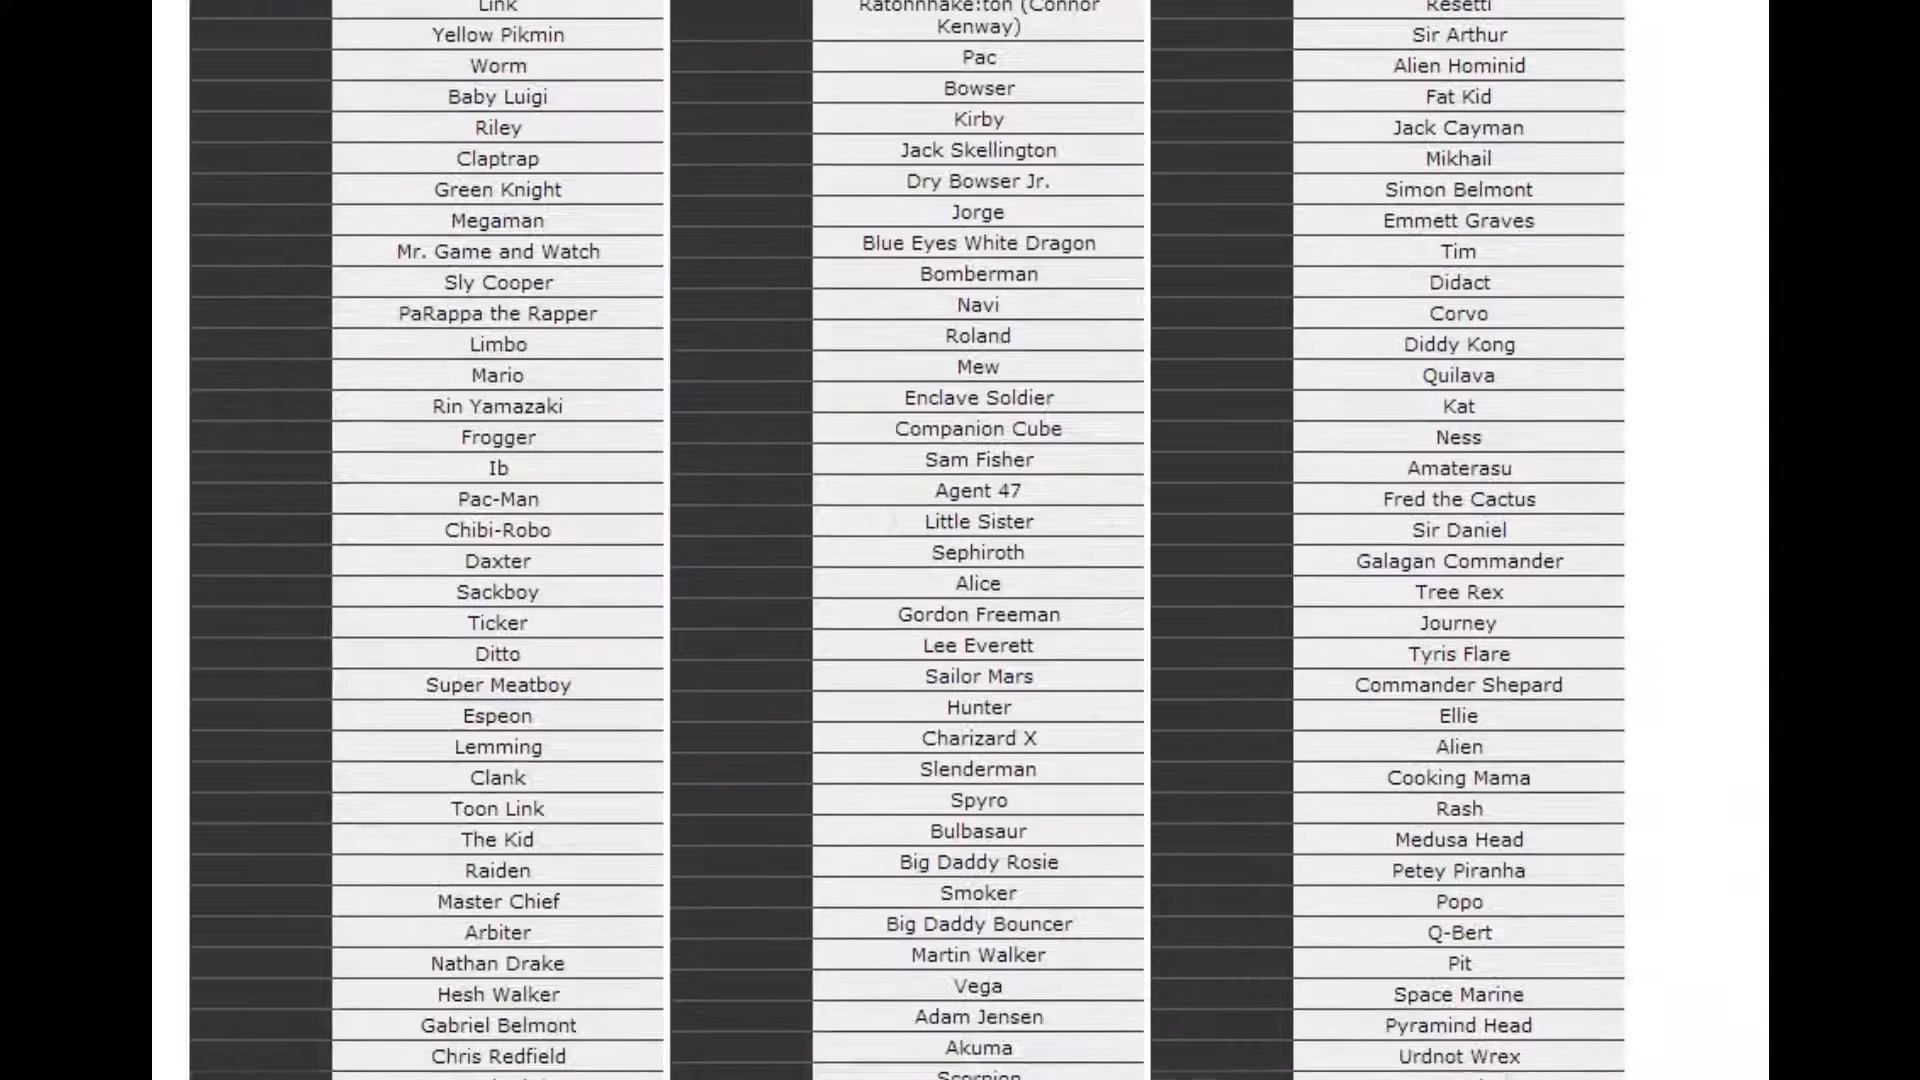 Link
Yellow Pikmin
Worm
Baby Luigi
Riley
Claptrap
Green Knight
Megaman
Mr. Game and Watch
Sly Cooper
PaRappa the Rapper
Limbo
Mario
Rin Yamazaki
Frogger
Ib
Pac-Man
Chibi-Robo
Daxter
Sackboy
Ticker
Ditto
Super Meatboy
Espeon
Lemming
Clank
Toon Link
The Kid
Raiden
Master Chief
Arbiter
Nathan Drake
Hesh Walker
Gabriel Belmont
Chris Redfield
Ratohnhake:ton (Connor
Kenway)
Pac
Bowser
Kirby
Jack Skellington
Dry Bowser Jr.
Jorge
Blue Eyes White Dragon
Bomberman
Navi
Roland
Mew
Enclave Soldier
Companion Cube
Sam Fisher
Agent 47
Little Sister
Sephiroth
Alice
Gordon Freeman
Lee Everett
Sailor Mars
Hunter
Charizard X
Slenderman
Spyro
Bulbasaur
Big Daddy Rosie
Smoker
Big Daddy Bouncer
Martin Walker
Vega
Adam Jensen
Akuma
Scorpion
Resetti
Sir Arthur
Alien Hominid
Fat Kid
Jack Cayman
Mikhail
Simon Belmont
Emmett Graves
Tim
Didact
Corvo
Diddy Kong
Quilava
Kat
Ness
Amaterasu
Fred the Cactus
Sir Daniel
Galagan Commander
Tree Rex
Journey
Tyris Flare
Commander Shepard
Ellie
Alien
Cooking Mama
Rash
Medusa Head
Petey Piranha
Popo
Q-Bert
Pit
Space Marine
Pyramind Head
Urdnot Wrex